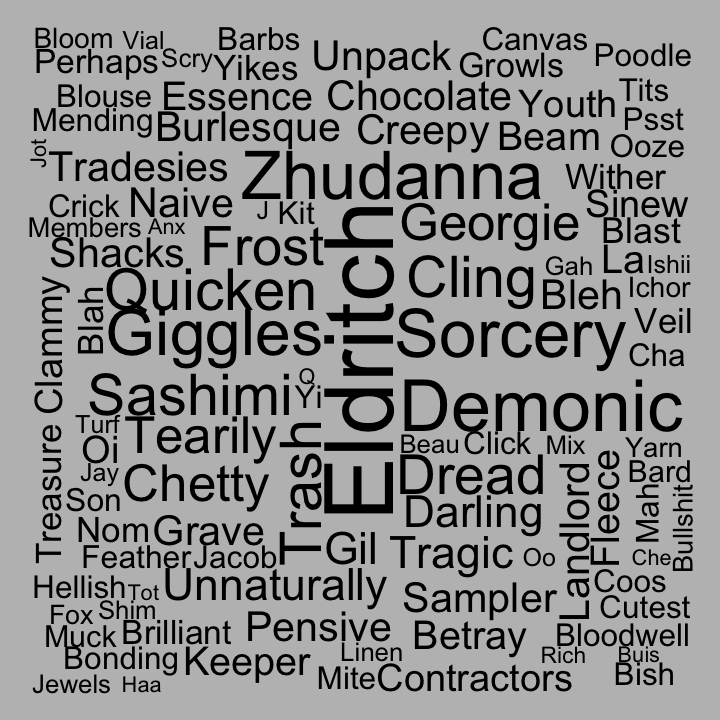 Bloom Vial Barbs Canvas
Perhaps Scry Yikes Unpack Growls Poodle
Blouse Essence Chocolate Youth Tits
Mending Burlesque Creepy Beam Psst
Jot Tradesies Zhudanna Wither Ooze
Crick Naive J Kit Georgie Sinew
Members Anx Blast
Shacks Frost Cling Gah La Ishii
Quicken Bleh Ichor
Clammy Blah Giggles Eldritch Sorcery Veil
Cha
Sashimi Q Yi Demonic
Turf Tearily Beau Click Mix Yarn
Oi
Jay Chetty Trash Dread Bard
Treasure Son Darling Landlord Fleece Mah Bullshit
Nom Grave
Feather Jacob Gil Tragic Oo Che
Hellish Tot Unnaturally Sampler Coos
Fox Shim Cutest
Muck Brilliant Pensive Betray Bloodwell
Bonding Keeper Linen Rich Buis
Jewels Haa Mite Contractors Bish